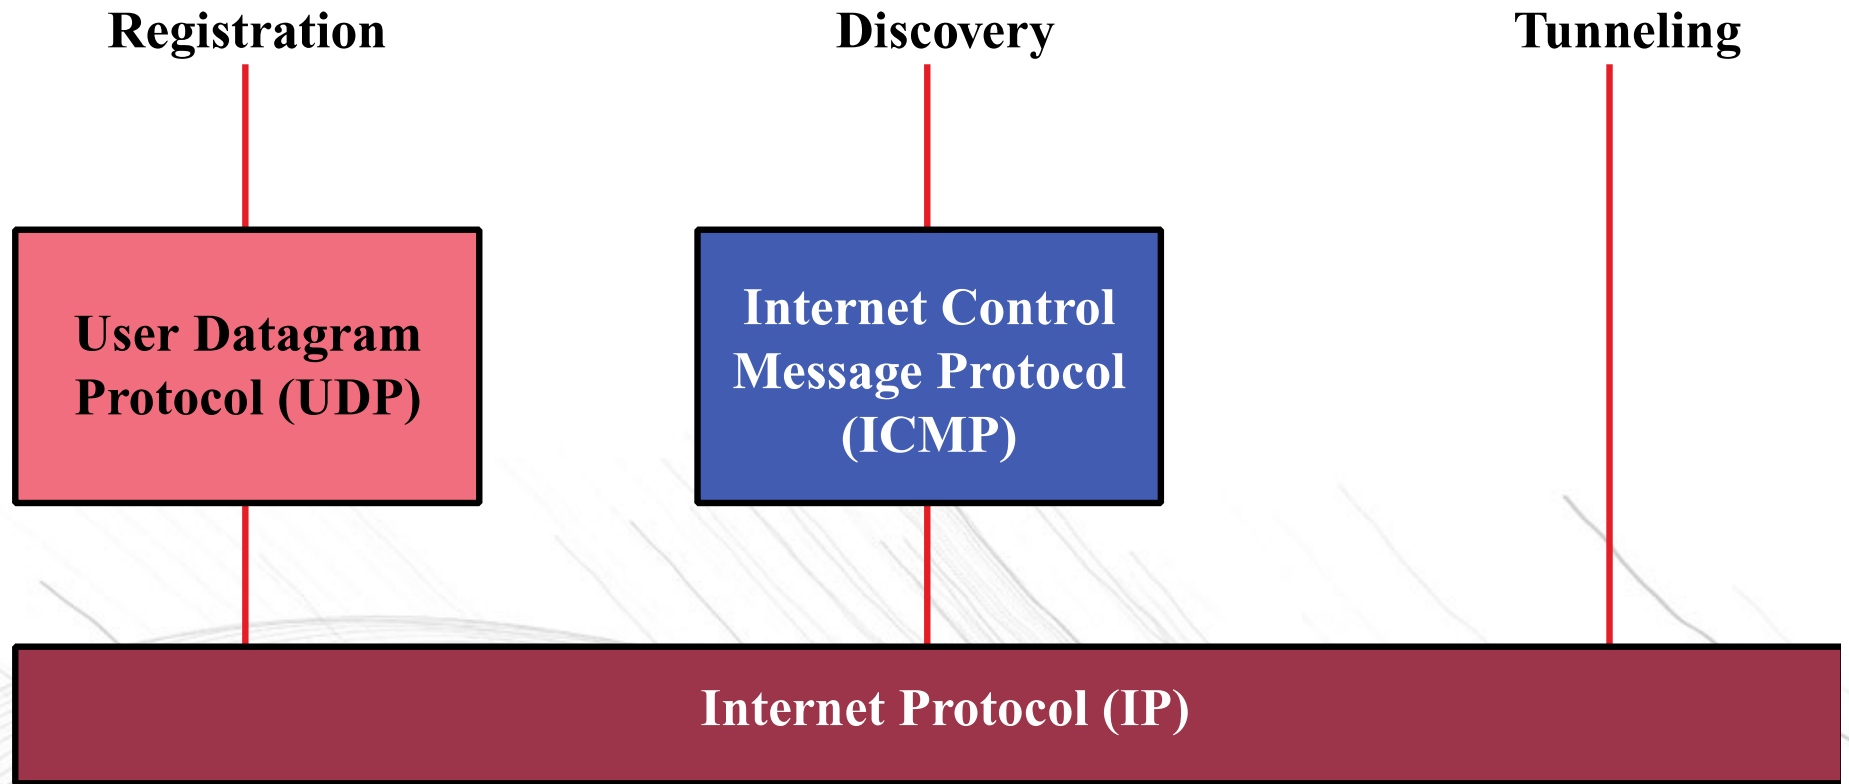 Registration
Discovery
Tunneling
User Datagram
Protocol (UDP)
Internet Control
Message Protocol
(ICMP)
Internet Protocol (IP)